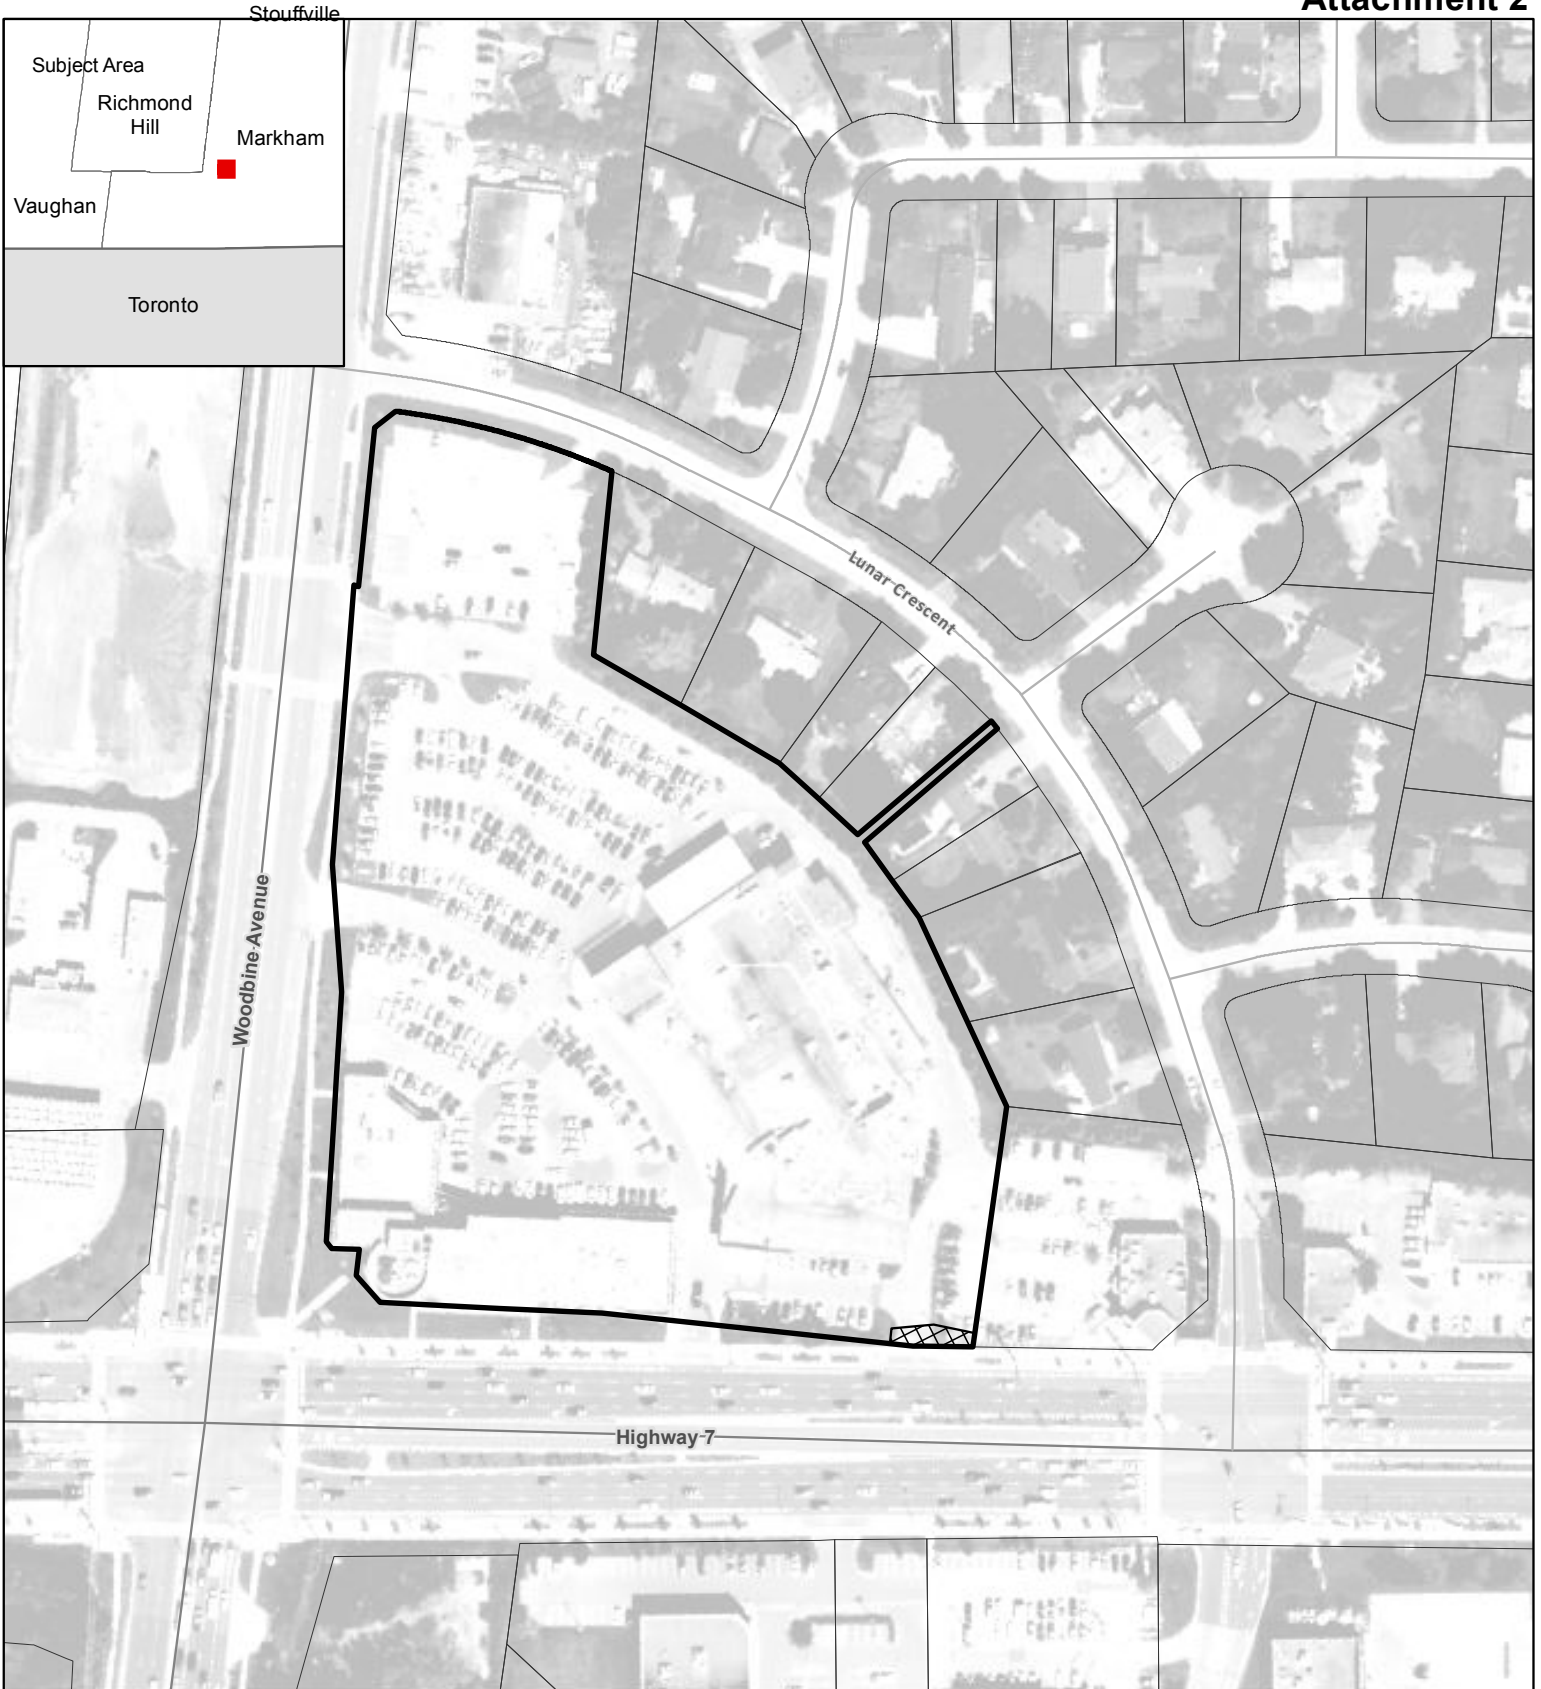 Attachment 2
Stouffville
Subject Area
Richmond
Hill
Markham
Vaughan
Toronto
Lunar Crescent
Woodbine Avenue
Highway 7